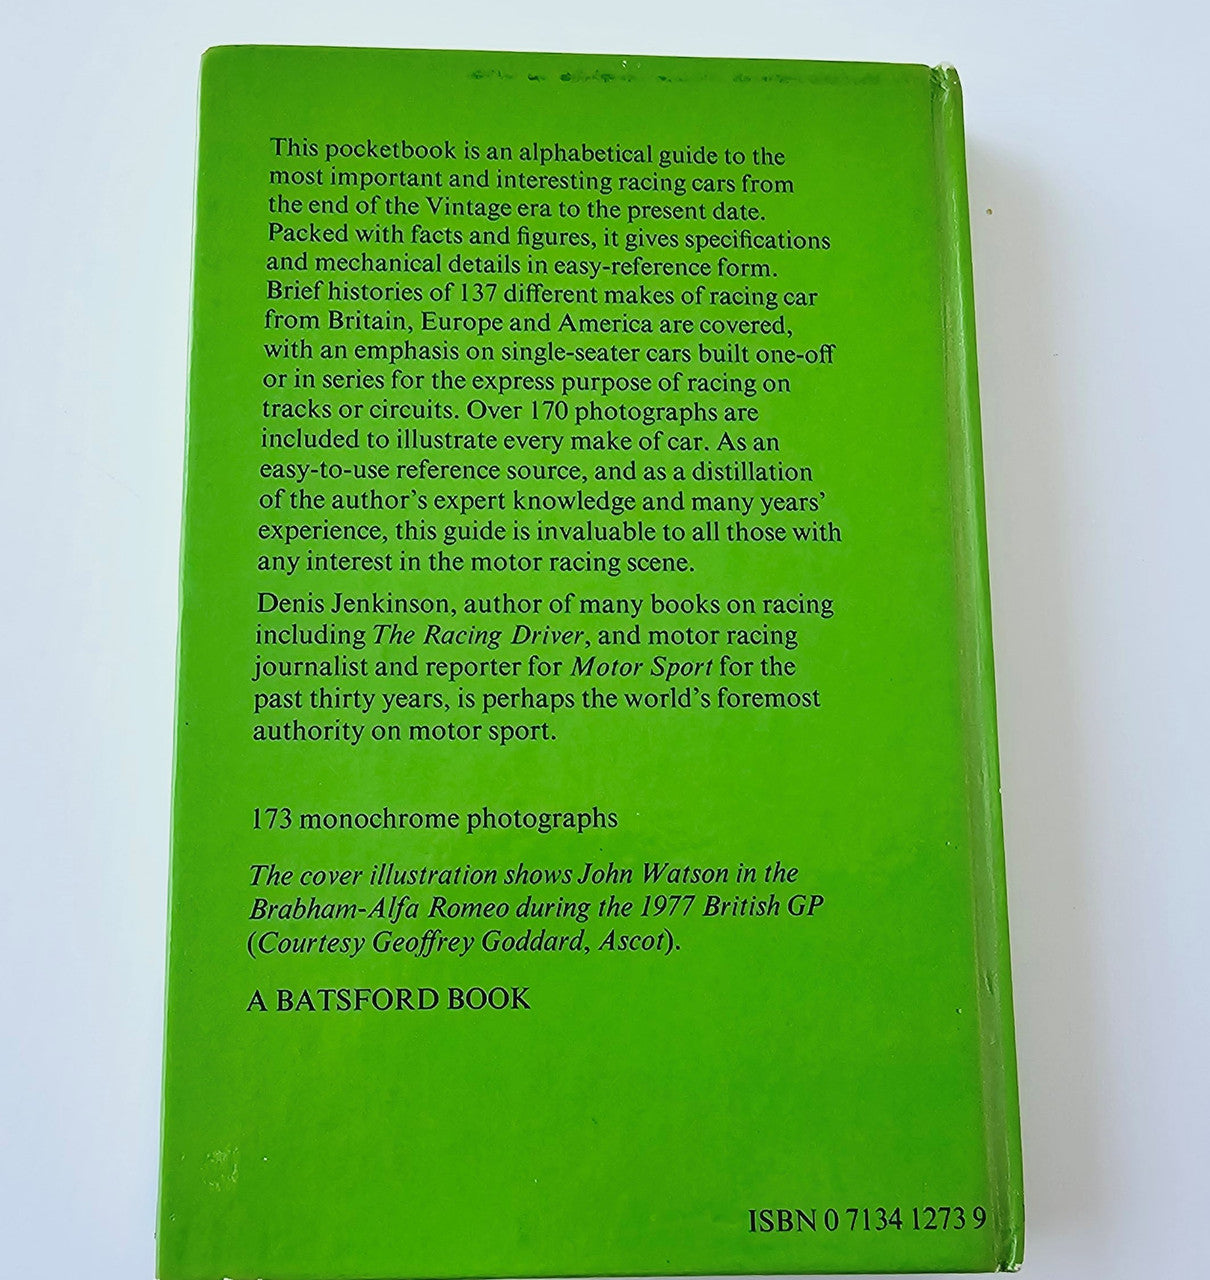 This pocketbook is an alphabetical guide to the
most important and interesting racing cars from
the end of the Vintage era to the present date.
Packed with facts and figures, it gives specifications
and mechanical details in easy-reference form.
Brief histories of 137 different makes of racing car
from Britain, Europe and America are covered,
with an emphasis on single-seater cars built one-off
or in series for the express purpose of racing on
tracks or circuits. Over 170 photographs are
included to illustrate every make of car. As an
easy-to-use reference source, and as a distillation
of the author's expert knowledge and many years'
experience, this guide is invaluable to all those with
any interest in the motor racing scene.
Denis Jenkinson, author of many books on racing
including The Racing Driver, and motor racing
journalist and reporter for Motor Sport for the
past thirty years, is perhaps the world's foremost
authority on motor sport.
173 monochrome photographs
The cover illustration shows John Watson in the
Brabham-Alfa Romeo during the 1977 British GP
(Courtesy Geoffrey Goddard, Ascot).
A BATSFORD BOOK
ISBN 0 7134 1273 9